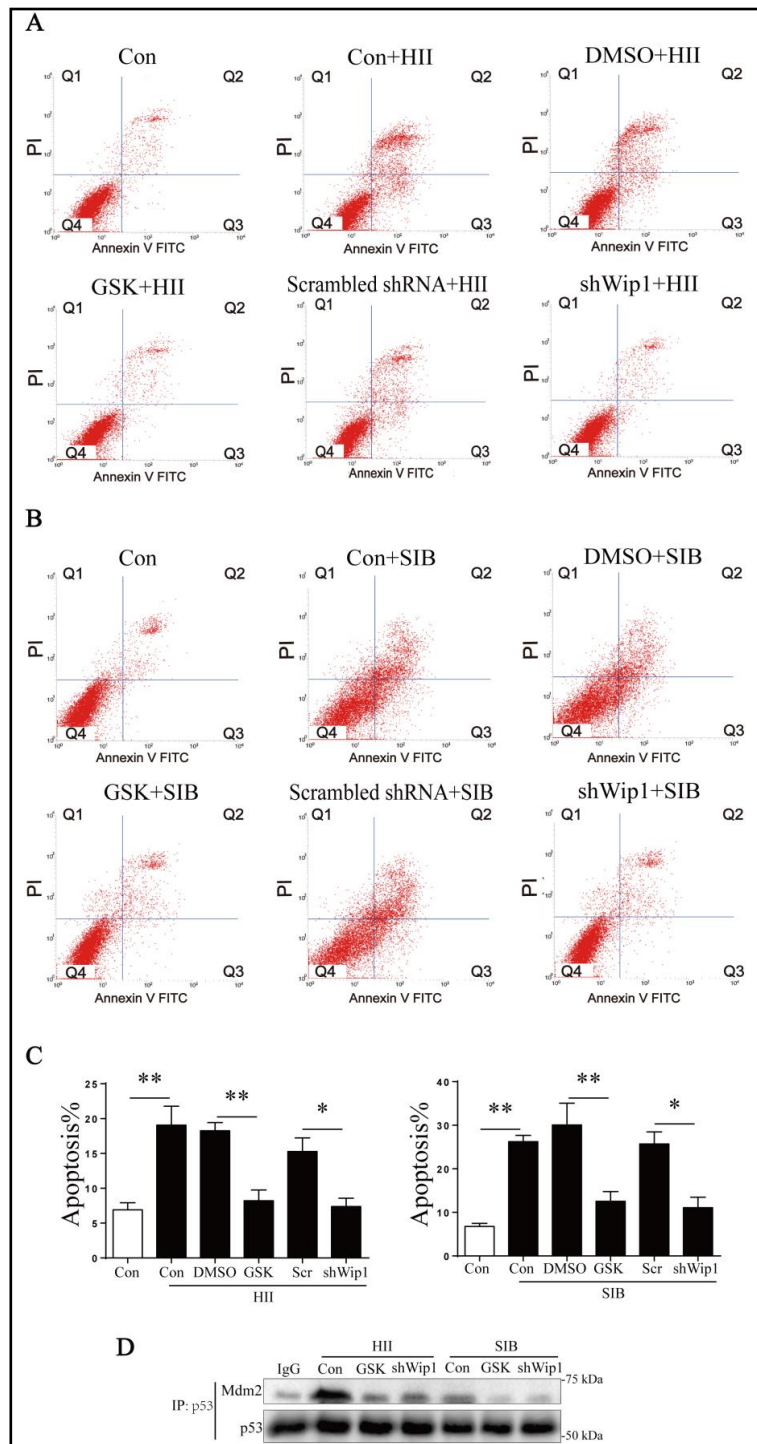 A
Con Con+HII DMSO+HII
Q1 Q2 Q1 Q2 Q1 Q2
PI PI PI
Q4 Q3 Q4 Q3 Q4 Q3
Annexin V FITC Annexin V FITC Annexin V FITC
GSK+HII Scrambled shRNA+HII shWip1+HII
Q1 Q2 Q1 Q2 Q1 Q2
PI PI PI
Q4 Q3 Q4 Q3 Q4 Q3
Annexin V FITC Annexin V FITC Annexin V FITC
B
Con Con+SIB DMSO+SIB
Q1 Q2 Q1 Q2 Q1 Q2
PI PI PI
Q4 Q3 Q4 Q3 Q4 Q3
Annexin V FITC Annexin V FITC Annexin V FITC
GSK+SIB Scrambled shRNA+SIB shWip1+SIB
Q1 Q2 Q1 Q2 Q1 Q2
PI PI PI
Q4 Q3 Q4 Q3 Q4 Q3
Annexin V FITC Annexin V FITC Annexin V FITC
C
Apoptosis%
25
20
15
10
5
0
** ** *
Con Con DMSO GSK Scr shWip1
HII
Apoptosis%
40
30
20
10
0
** ** *
Con Con DMSO GSK Scr shWip1
SIB
D
HII SIB
IgG Con GSK shWip1 Con GSK shWip1
-75 kDa
Mdm2
IP: p53
p53
-50 kDa